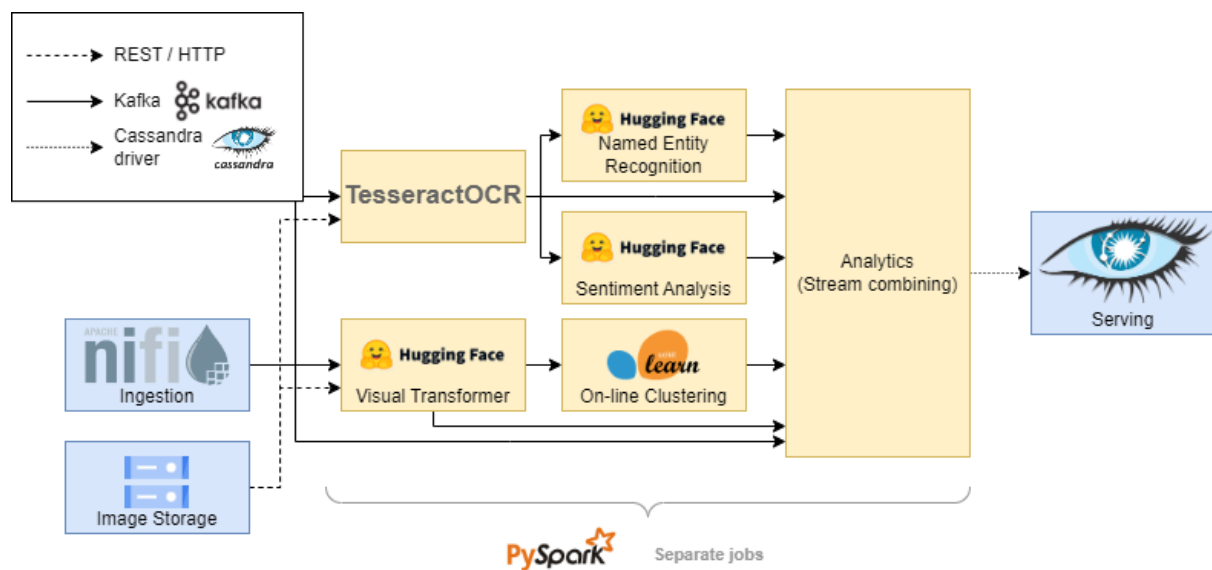 REST / HTTP
Kafka kafka
Cassandra
driver
cassandra
TesseractOCR
Hugging Face
Named Entity
Recognition
Hugging Face
Sentiment Analysis
Analytics
(Stream combining)
Serving
APACHE
nifi
Ingestion
Hugging Face
Visual Transformer
learn
On-line Clustering
Image Storage
PySpark Separate jobs